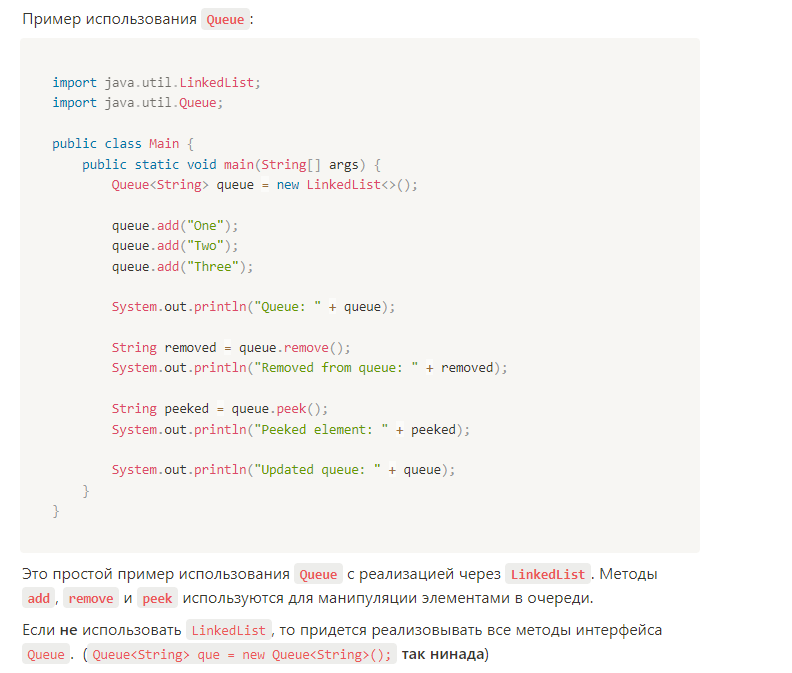 Пример использования Queue :
import java.util.LinkedList;
import java.util.Queue;
public class Main {
public static void main(String[] args) {
Queue<String> queue = new LinkedList<>();
queue.add("One");
queue.add("Two");
queue.add("Three");
System.out.println("Queue: " + queue);
String removed = queue.remove();
System.out.println("Removed from queue: " + removed);
String peeked = queue.peek();
System.out.println("Peeked element: " + peeked);
System.out.println("Updated queue: " + queue);
}
}
Это простой пример использования Queue с реализацией через LinkedList . Методы
add , remove и peek используются для манипуляции элементами в очереди.
Если не использовать LinkedList , то придется реализовывать все методы интерфейса
Queue . ( Queue<String> que = new Queue<String>(); так нинада)